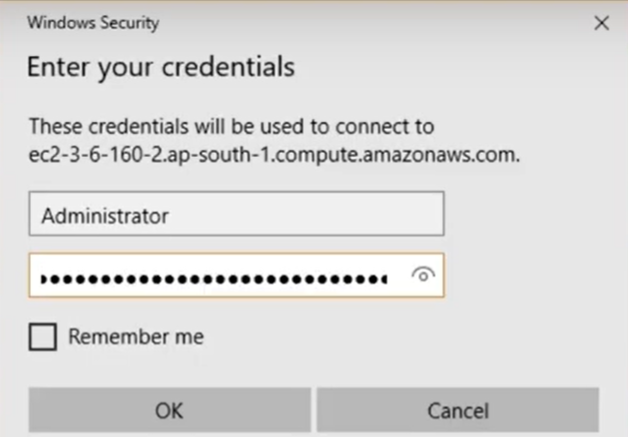 Windows Security
Enter your credentials
These credentials will be used to connect to
ec2-3-6-160-2.ap-south-1.compute.amazonaws.com.
Administrator
Remember me
OK
Cancel